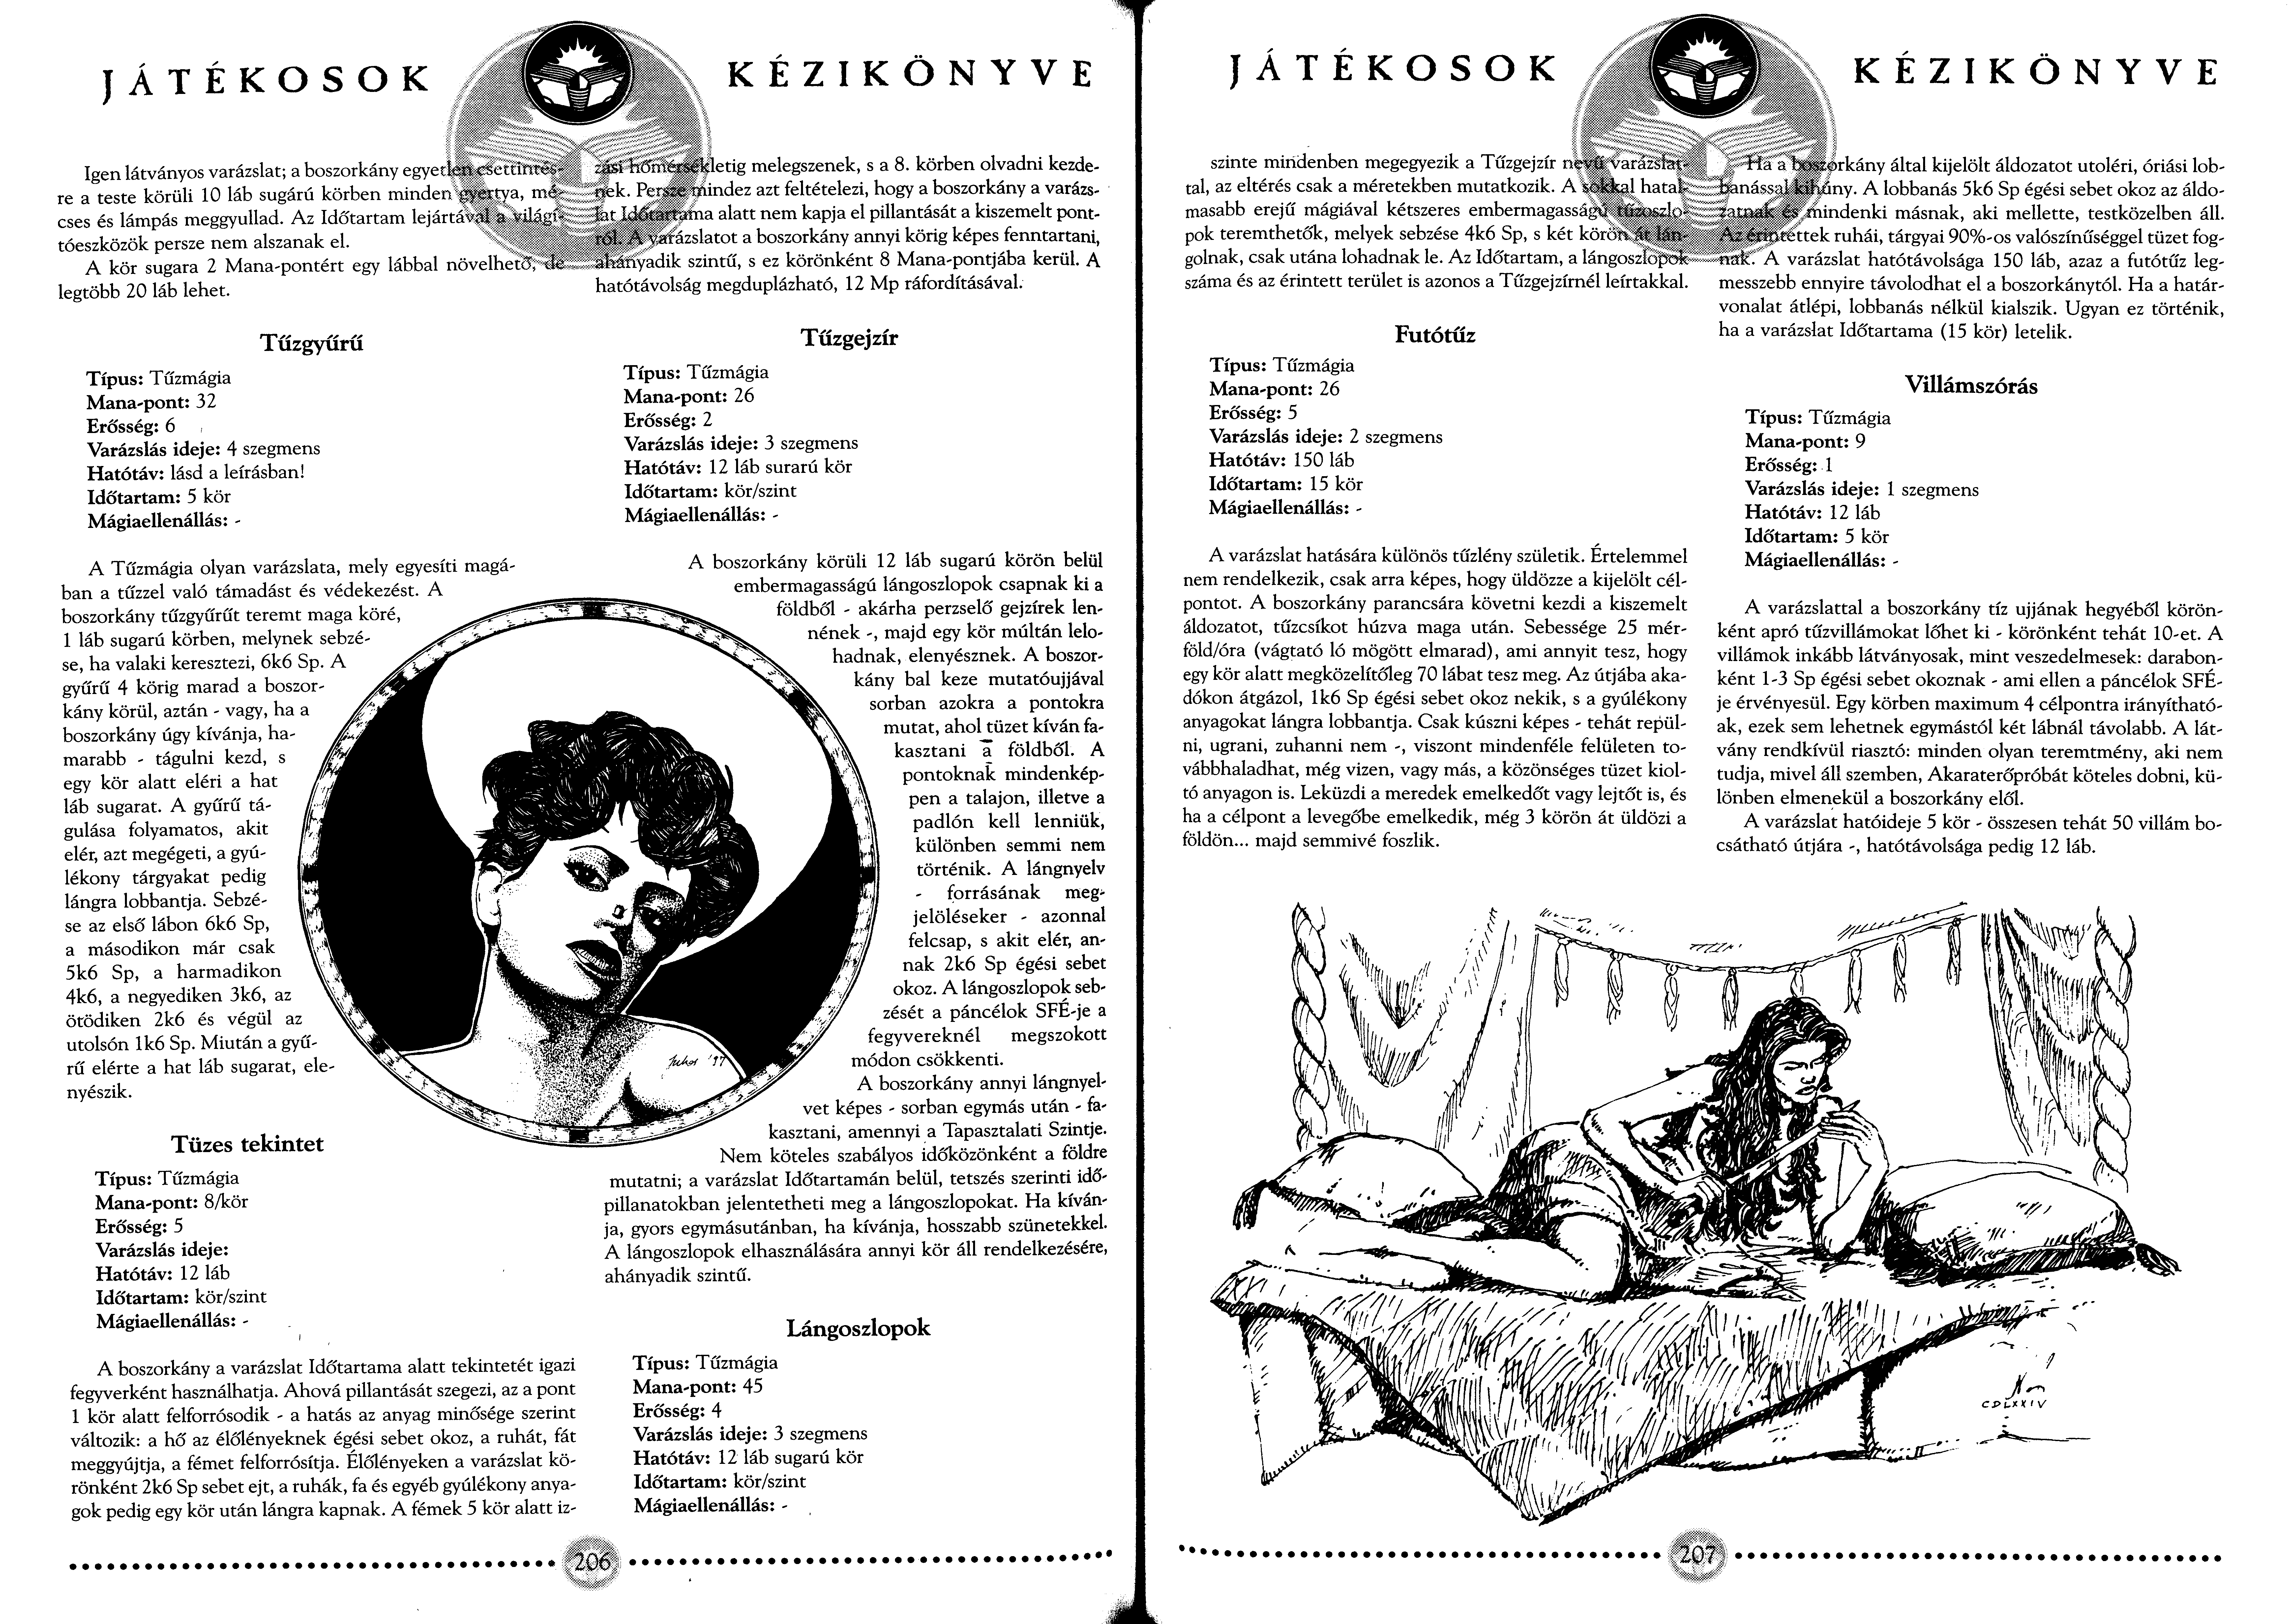 JÁTÉKOSOK KÉZIKÖNYVE
Igen látványos varázslat; a boszorkány egyetlen csettintés-
re a teste körüli 10 láb sugárú körben minden gyertya, mé-
cses és lámpás meggyullad. Az Időtartam lejártával a világi-
tóeszközök persze nem alszanak el.
A kör sugara 2 Mana-pontért egy lábbal növelhető, de
legtöbb 20 láb lehet.
Tűzgyűrű
Típus: Tűzmágia
Mana-pont: 32
Erősség: 6
Varázslás ideje: 4 szegmens
Hatótáv: lásd a leírásban!
Időtartam: 5 kör
Mágiaellenállás: -
A Tűzmágia olyan varázslata, mely egyesíti magá-
ban a tűzzel való támadást és védekezést. A
boszorkány tűzgyűrűt teremt maga köré,
1 láb sugarú körben, melynek sebzé-
se, ha valaki keresztezi, 6k6 Sp. A
gyűrű 4 körig marad a boszor-
kány körül, aztán - vagy, ha a
boszorkány úgy kívánja, ha-
marabb - tágulni kezd, s
egy kör alatt eléri a hat
láb sugarat. A gyűrű tá-
gulása folyamatos, akit
elér, azt megégeti, a gyú-
lékony tárgyakat pedig
lángra lobbantja. Sebzé-
se az első lábon 6k6 Sp,
a másodikon már csak
5k6 Sp, a harmadikon
4k6, a negyediken 3k6, az
ötödiken 2k6 és végül az
utolsón 1k6 Sp. Miután a gyű-
rű elérte a hat láb sugarat, ele-
nyészik.
Tüzes tekintet
Típus: Tűzmágia
Mana-pont: 8/kör
Erősség: 5
Varázslás ideje:
Hatótáv: 12 láb
Időtartam: kör/szint
Mágiaellenállás: -
A boszorkány a varázslat Időtartama alatt tekintetét igazi
fegyverként használhatja. Ahová pillantását szegezi, az a pont
1 kör alatt felforrósodik - a hatás az anyag minősége szerint
változik: a hő az élőlényeknek égési sebet okoz, a ruhát, fát
meggyújtja, a fémet felforrósítja. Élőlényeken a varázslat kö-
rönként 2k6 Sp sebet ejt, a ruhák, fa és egyéb gyúlékony anya-
gok pedig egy kör után lángra kapnak. A fémek 5 kör alatt iz-
zási hőmérsékletig melegszenek, s a 8. körben olvadni kezde-
nek. Persze mindez azt feltételezi, hogy a boszorkány a varázs-
lat Időtartama alatt nem kapja el pillantását a kiszemelt pont-
ról. A varázslatot a boszorkány annyi körig képes fenntartani,
ahányadik szintű, s ez körönként 8 Mana-pontjába kerül. A
hatótávolság megduplázható, 12 Mp ráfordításával.
Tűzgejzír
Típus: Tűzmágia
Mana-pont: 26
Erősség: 2
Varázslás ideje: 3 szegmens
Hatótáv: 12 láb surarú kör
Időtartam: kör/szint
Mágiaellenállás: -
A boszorkány körüli 12 láb sugarú körön belül
embermagasságú lángoszlopok csapnak ki a
földből - akárha perzselő gejzírek len-
nének -, majd egy kör múltán lelo-
hadnak, elenyésznek. A boszor-
kány bal keze mutatóujjával
sorban azokra a pontokra
mutat, ahol tüzet kíván fa-
kasztani a földből. A
pontoknak mindenkép-
pen a talajon, illetve a
padlón kell lenniük,
különben semmi nem
történik. A lángnyelv
- forrásának meg-
jelöléseker - azonnal
felcsap, s akit elér, an-
nak 2k6 Sp égési sebet
okoz. A lángoszlopok seb-
zését a páncélok SFÉ-je a
fegyvereknél megszokott
módon csökkenti.
A boszorkány annyi lángnyel-
vet képes - sorban egymás után - fa-
kasztani, amennyi a Tapasztalati Szintje.
Nem köteles szabályos időközönként a földre
mutatni; a varázslat Időtartamán belül, tetszés szerinti idő-
pillanatokban jelentetheti meg a lángoszlopokat. Ha kíván-
ja, gyors egymásutánban, ha kívánja, hosszabb szünetekkel.
A lángoszlopok elhasználására annyi kör áll rendelkezésére,
ahányadik szintű.
Juhos '97
Lángoszlopok
Típus: Tűzmágia
Mana-pont: 45
Erősség: 4
Varázslás ideje: 3 szegmens
Hatótáv: 12 láb sugarú kör
Időtartam: kör/szint
Mágiaellenállás: -
206
JÁTÉKOSOK KÉZIKÖNYVE
szinte mindenben megegyezik a Tűzgejzír nevű varázslat-
tal, az eltérés csak a méretekben mutatkozik. A sokkal hatal-
masabb erejű mágiával kétszeres embermagasságú tűzoszlo-
pok teremthetők, melyek sebzése 4k6 Sp, s két körön át lán-
golnak, csak utána lohadnak le. Az Időtartam, a lángoszlopok
száma és az érintett terület is azonos a Tűzgejzírnél leírtakkal.
Futótűz
Típus: Tűzmágia
Mana-pont: 26
Erősség: 5
Varázslás ideje: 2 szegmens
Hatótáv: 150 láb
Időtartam: 15 kör
Mágiaellenállás: -
A varázslat hatására különös tűzlény születik. Értelemmel
nem rendelkezik, csak arra képes, hogy üldözze a kijelölt cél-
pontot. A boszorkány parancsára követni kezdi a kiszemelt
áldozatot, tűzcsíkot húzva maga után. Sebessége 25 mér-
föld/óra (vágtató ló mögött elmarad), ami annyit tesz, hogy
egy kör alatt megközelítőleg 70 lábat tesz meg. Az útjába aka-
dókon átgázol, 1k6 Sp égési sebet okoz nekik, s a gyúlékony
anyagokat lángra lobbantja. Csak kúszni képes - tehát repül-
ni, ugrani, zuhanni nem -, viszont mindenféle felületen to-
vábbhaladhat, még vizen, vagy más, a közönséges tüzet kiol-
tó anyagon is. Leküzdi a meredek emelkedőt vagy lejtőt is, és
ha a célpont a levegőbe emelkedik, még 3 körön át üldözi a
földön... majd semmivé foszlik.
Ha a boszorkány által kijelölt áldozatot utoléri, óriási lob-
banással kihúny. A lobbanás 5k6 Sp égési sebet okoz az áldo-
zatnak és mindenki másnak, aki mellette, testközelben áll.
Az érintettek ruhái, tárgyai 90%-os valószínűséggel tüzet fog-
nak. A varázslat hatótávolsága 150 láb, azaz a futótűz leg-
messzebb ennyire távolodhat el a boszorkánytól. Ha a határ-
vonalat átlépi, lobbanás nélkül kialszik. Ugyan ez történik,
ha a varázslat Időtartama (15 kör) letelik.
Villámszórás
Típus: Tűzmágia
Mana-pont: 9
Erősség: 1
Varázslás ideje: 1 szegmens
Hatótáv: 12 láb
Időtartam: 5 kör
Mágiaellenállás: -
A varázslattal a boszorkány tíz ujjának hegyéből körön-
ként apró tűzvillámokat lőhet ki - körönként tehát 10-et. A
villámok inkább látványosak, mint veszedelmesek: darabon-
ként 1-3 Sp égési sebet okoznak - ami ellen a páncélok SFÉ-
je érvényesül. Egy körben maximum 4 célpontra irányítható-
ak, ezek sem lehetnek egymástól két lábnál távolabb. A lát-
vány rendkívül riasztó: minden olyan teremtmény, aki nem
tudja, mivel áll szemben, Akaraterőpróbát köteles dobni, kü-
lönben elmenekül a boszorkány elől.
A varázslat hatóideje 5 kör - összesen tehát 50 villám bo-
csátható útjára -, hatótávolsága pedig 12 láb.
CDLXXIV
207